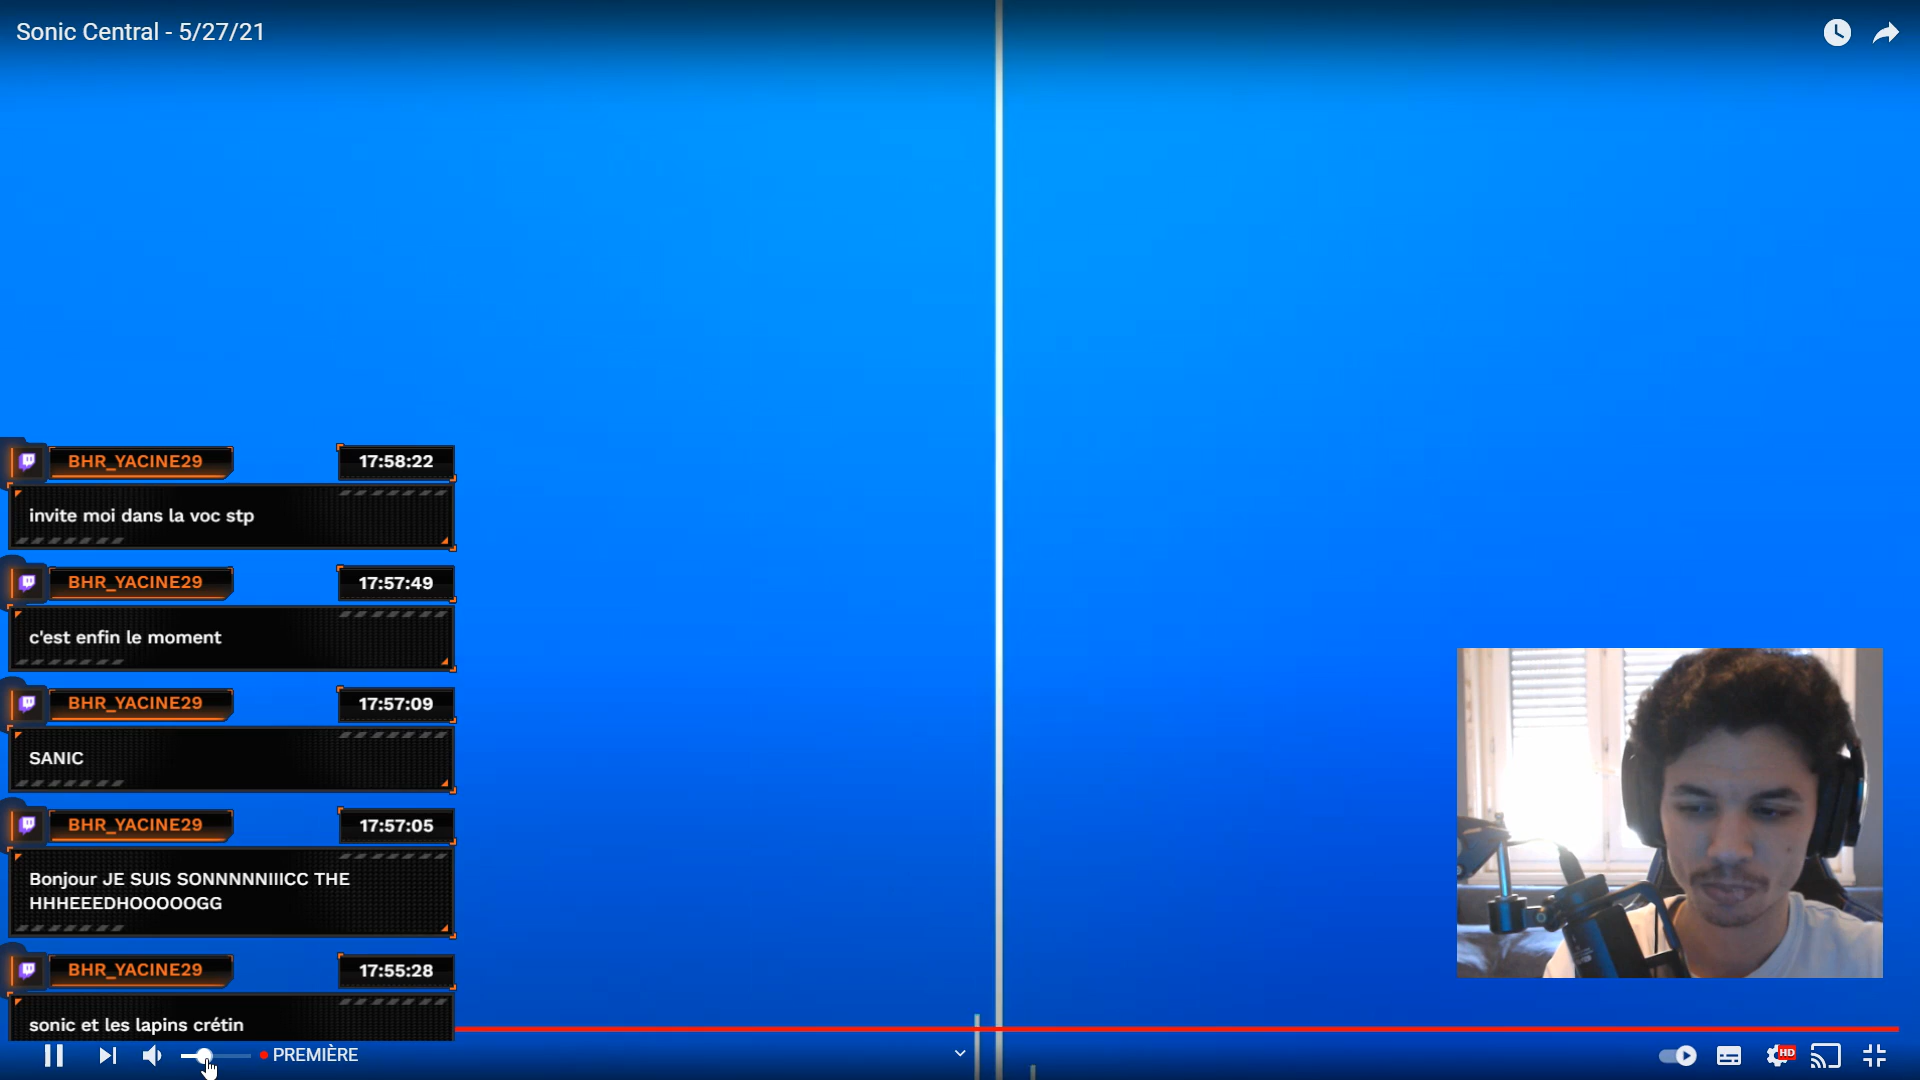 Sonic Central - 5/27/21
BHR_YACINE29 17:58:22
invite moi dans la voc stp
BHR_YACINE29 17:57:49
c'est enfin le moment
BHR_YACINE29 17:57:09
SANIC
BHR_YACINE29 17:57:05
Bonjour JE SUIS SONNNNNIIICC THE
HHHEEEDHOOOOOGG
BHR_YACINE29 17:55:28
sonic et les lapins crétin
PREMIÈRE
HD